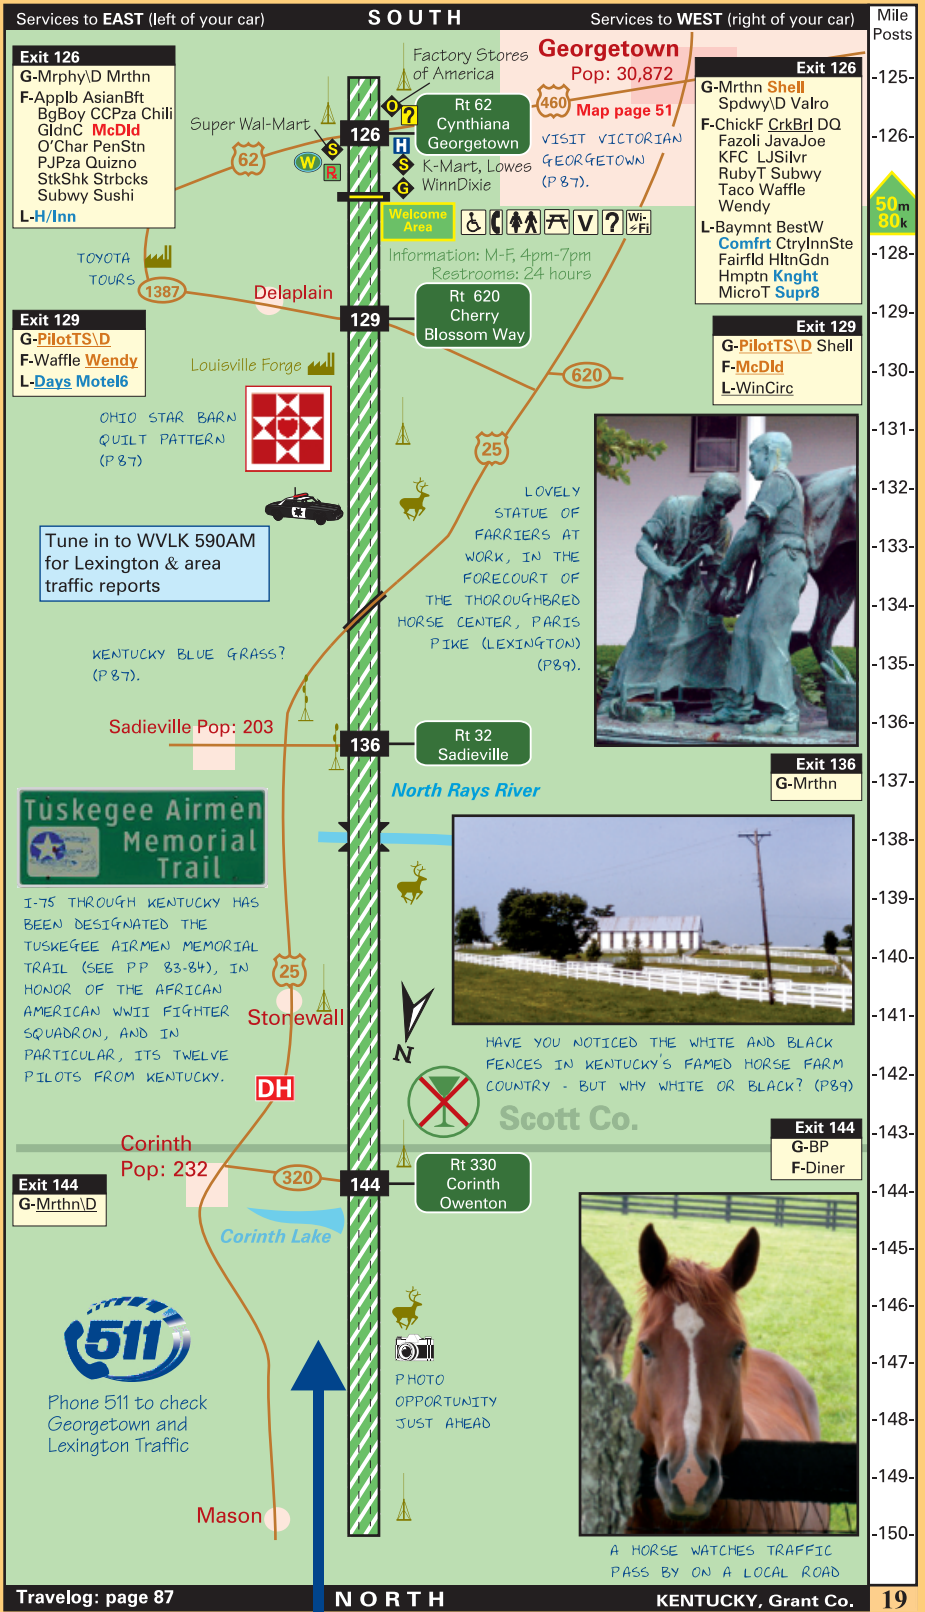 Services to EAST (left of your car)
SOUTH
Services to WEST (right of your car)
Mile
Posts
Exit 126
G-Mrphy\D Mrthn
F-Applb AsianBft
BgBoy CCPza Chili
GldnC McDld
O'Char PenStn
PJPza Quizno
StkShk Strbcks
Subwy Sushi
L-H/Inn
Factory Stores
of America
Super Wal-Mart
62
126
O
?
H
S
S
G
W
Rx
K-Mart, Lowes
WinnDixie
Rt 62
Cynthiana
Georgetown
Georgetown
Pop: 30,872
460
Map page 51
VISIT VICTORIAN
GEORGETOWN
(P87).
Exit 126
G-Mrthn Shell
Spdwy\D Valro
F-ChickF CrkBrl DQ
Fazoli JavaJoe
KFC LJSilvr
RubyT Subwy
Taco Waffle
Wendy
L-Baymnt BestW
Comfrt CtryInnSte
Fairfld HltnGdn
Hmptn Knght
MicroT Supr8
Welcome
Area
V
?
Wi-
Fi
Information: M-F, 4pm-7pm
Restrooms: 24 hours
TOYOTA
TOURS
1387
Delaplain
129
Rt 620
Cherry
Blossom Way
Exit 129
G-PilotTS\D
F-Waffle Wendy
L-Days Motel6
Exit 129
G-PilotTS\D Shell
F-McDld
L-WinCirc
Louisville Forge
620
25
OHIO STAR BARN
QUILT PATTERN
(P87)
Tune in to WVLK 590AM
for Lexington & area
traffic reports
LOVELY
STATUE OF
FARRIERS AT
WORK, IN THE
FORECOURT OF
THE THOROUGHBRED
HORSE CENTER, PARIS
PIKE (LEXINGTON)
(P89).
KENTUCKY BLUE GRASS?
(P87).
Sadieville Pop: 203
136
Rt 32
Sadieville
Exit 136
G-Mrthn
North Rays River
Tuskegee Airmen
Memorial
Trail
I-75 THROUGH KENTUCKY HAS
BEEN DESIGNATED THE
TUSKEGEE AIRMEN MEMORIAL
TRAIL (SEE PP 83-84), IN
HONOR OF THE AFRICAN
AMERICAN WWII FIGHTER
SQUADRON, AND IN
PARTICULAR, ITS TWELVE
PILOTS FROM KENTUCKY.
25
Stonewall
N
HAVE YOU NOTICED THE WHITE AND BLACK
FENCES IN KENTUCKY'S FAMED HORSE FARM
COUNTRY - BUT WHY WHITE OR BLACK? (P89)
DH
Scott Co.
Corinth
Pop: 232
320
144
Rt 330
Corinth
Owenton
Exit 144
G-BP
F-Diner
Exit 144
G-Mrthn\D
Corinth Lake
511
Phone 511 to check
Georgetown and
Lexington Traffic
PHOTO
OPPORTUNITY
JUST AHEAD
Mason
A HORSE WATCHES TRAFFIC
PASS BY ON A LOCAL ROAD
-125-
-126-
50m
80k
-128-
-129-
-130-
-131-
-132-
-133-
-134-
-135-
-136-
-137-
-138-
-139-
-140-
-141-
-142-
-143-
-144-
-145-
-146-
-147-
-148-
-149-
-150-
Travelog: page 87
NORTH
KENTUCKY, Grant Co.
19